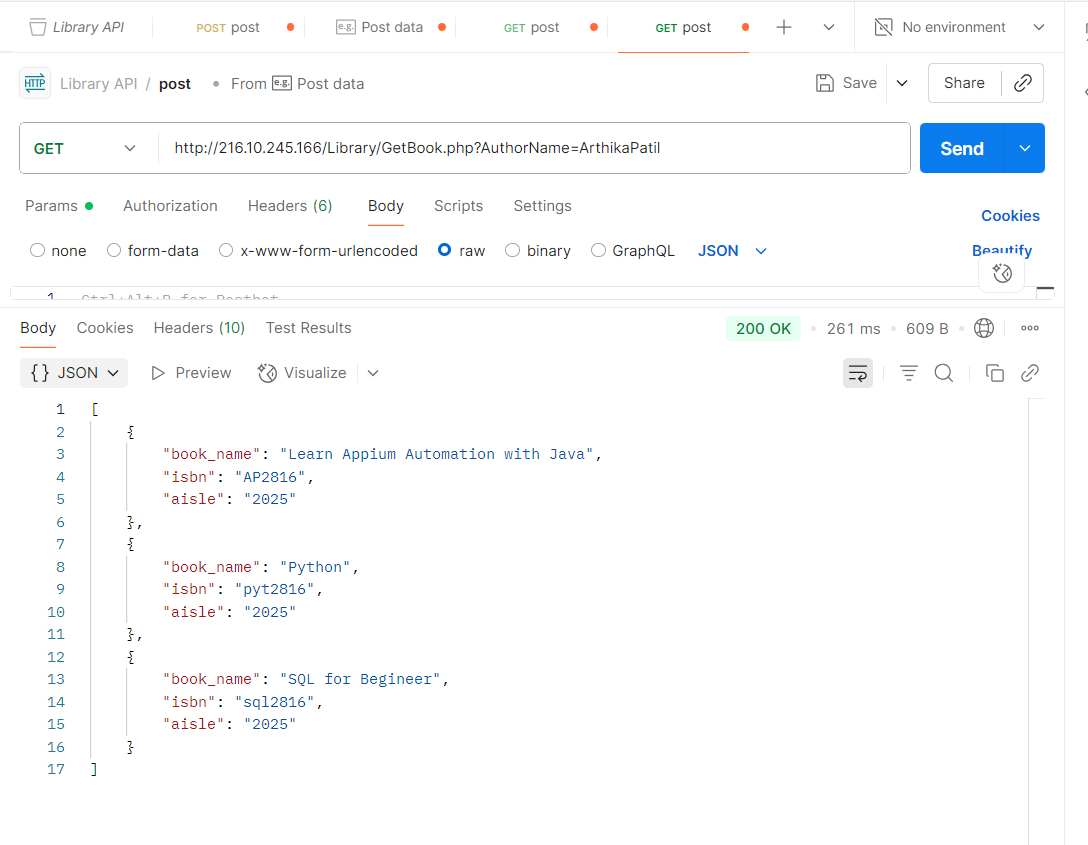 Library API POST post e.g. Post data GET post GET post No environment
HTTP Library API / post From e.g. Post data Save Share
GET http://216.10.245.166/Library/GetBook.php?AuthorName=ArthikaPatil Send
Params Authorization Headers (6) Body Scripts Settings Cookies
none form-data x-www-form-urlencoded raw binary GraphQL JSON Beautify
1 Ctrl+Alt+P for Postbot
Body Cookies Headers (10) Test Results 200 OK 261 ms 609 B
{} JSON Preview Visualize
1 [
2 {
3 "book_name": "Learn Appium Automation with Java",
4 "isbn": "AP2816",
5 "aisle": "2025"
6 },
7 {
8 "book_name": "Python",
9 "isbn": "pyt2816",
10 "aisle": "2025"
11 },
12 {
13 "book_name": "SQL for Begineer",
14 "isbn": "sql2816",
15 "aisle": "2025"
16 }
17 ]